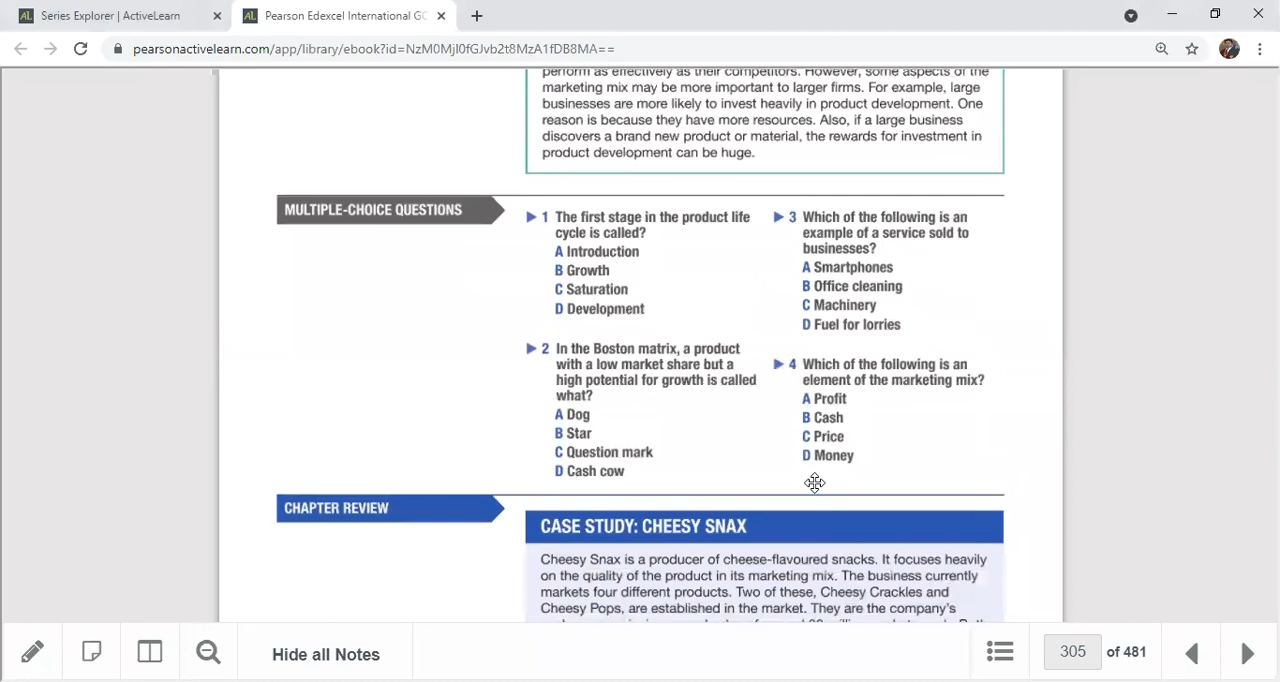 Series Explorer | ActiveLearn
Pearson Edexcel International GC
pearsonactivelearn.com/app/library/ebook?id=NzM0MjI0fGJvb2t8MzA1fDB8MA==
perform as effectively as their competitors. However, some aspects of the
marketing mix may be more important to larger firms. For example, large
businesses are more likely to invest heavily in product development. One
reason is because they have more resources. Also, if a large business
discovers a brand new product or material, the rewards for investment in
product development can be huge.
MULTIPLE-CHOICE QUESTIONS
1 The first stage in the product life
cycle is called?
A Introduction
B Growth
C Saturation
D Development
2 In the Boston matrix, a product
with a low market share but a
high potential for growth is called
what?
A Dog
B Star
C Question mark
D Cash cow
3 Which of the following is an
example of a service sold to
businesses?
A Smartphones
B Office cleaning
C Machinery
D Fuel for lorries
4 Which of the following is an
element of the marketing mix?
A Profit
B Cash
C Price
D Money
CHAPTER REVIEW
CASE STUDY: CHEESY SNAX
Cheesy Snax is a producer of cheese-flavoured snacks. It focuses heavily
on the quality of the product in its marketing mix. The business currently
markets four different products. Two of these, Cheesy Crackles and
Cheesy Pops, are established in the market. They are the company's
Hide all Notes
305 of 481